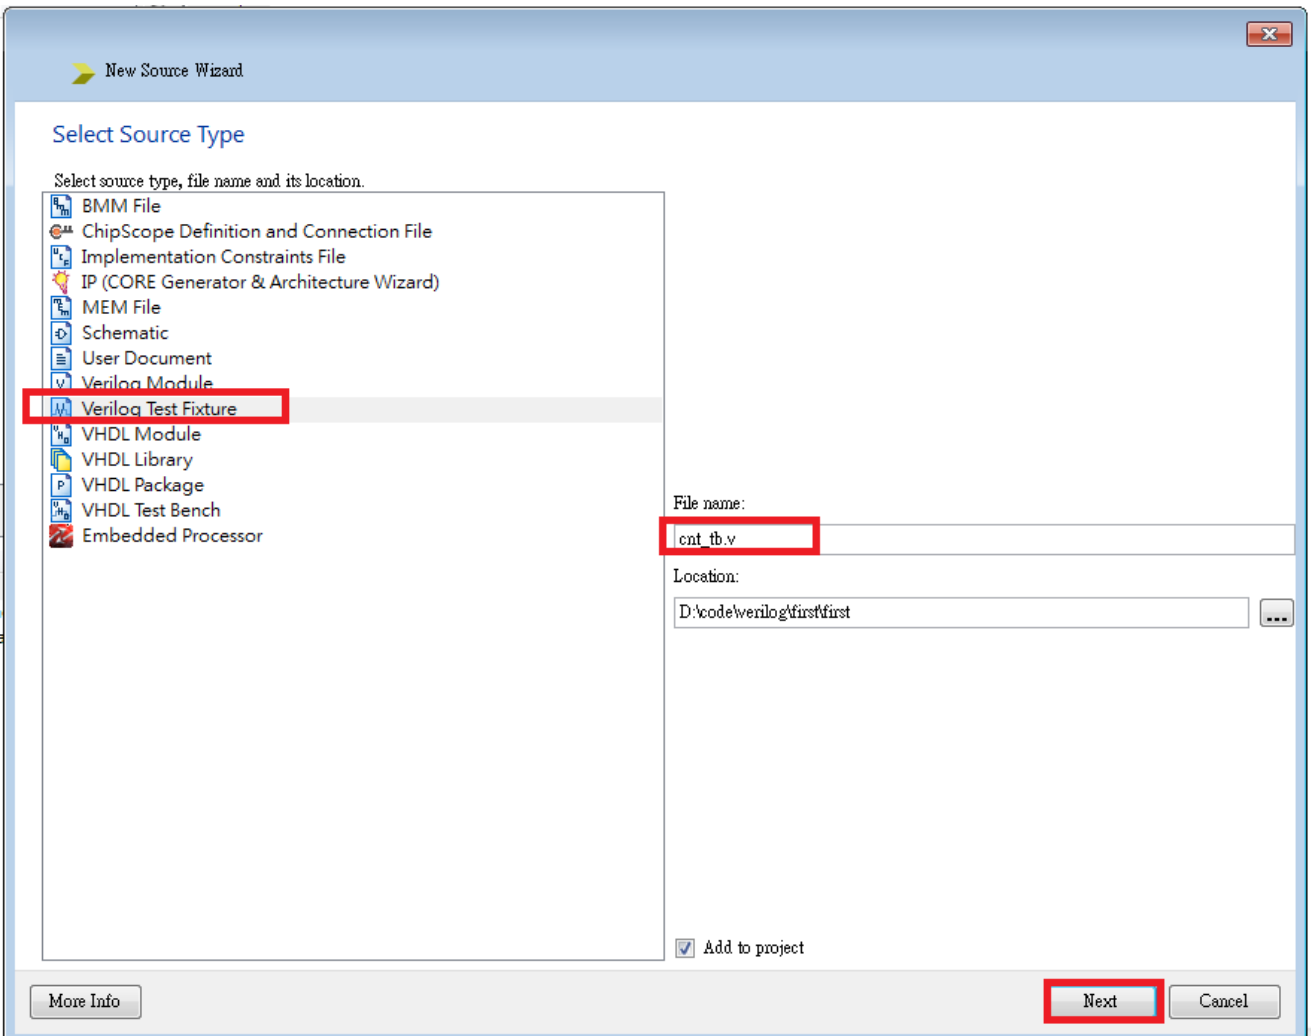 New Source Wizard
Select Source Type
Select source type, file name and its location.
BMM File
ChipScope Definition and Connection File
Implementation Constraints File
IP (CORE Generator & Architecture Wizard)
MEM File
Schematic
User Document
Verilog Module
Verilog Test Fixture
VHDL Module
VHDL Library
VHDL Package
VHDL Test Bench
Embedded Processor
File name:
cnt_tb.v
Location:
D:\code\verilog\first\first
...
Add to project
More Info
Next
Cancel